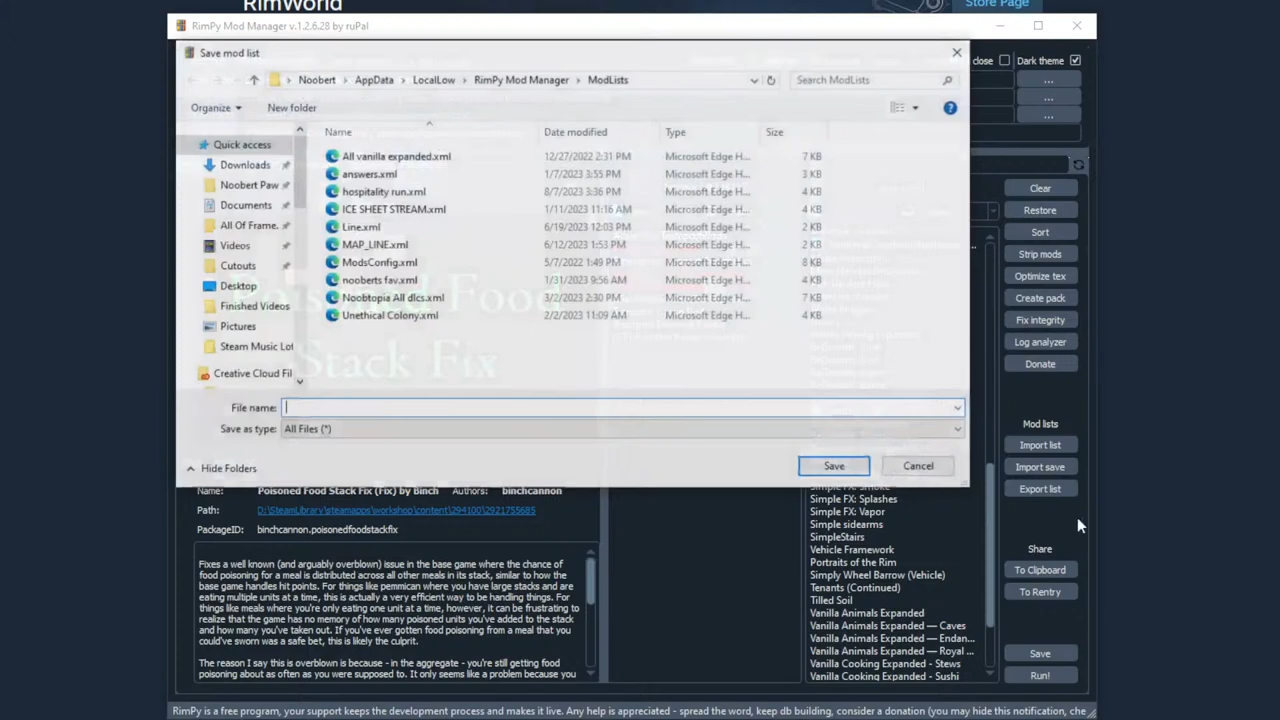 RimWorld
Store Page
RimPy Mod Manager v.1.2.6.28 by ruPal
Save mod list
Noobert > AppData > LocalLow > RimPy Mod Manager > ModLists
Search ModLists
close
Dark theme
...
...
...
Organize
New folder
Name
Date modified
Type
Size
Quick access
Downloads
Noobert Paw
Documents
All Of Frame.
Videos
Cutouts
Desktop
Finished Videos
Pictures
Steam Music Lot
Creative Cloud Fil
All vanilla expanded.xml 12/27/2022 2:31 PM Microsoft Edge H... 7 KB
answers.xml 1/7/2023 3:55 PM Microsoft Edge H... 3 KB
hospitality run.xml 8/7/2023 3:36 PM Microsoft Edge H... 4 KB
ICE SHEET STREAM.xml 1/11/2023 11:16 AM Microsoft Edge H... 4 KB
Line.xml 6/19/2023 12:03 PM Microsoft Edge H... 2 KB
MAP_LINE.xml 6/12/2023 1:53 PM Microsoft Edge H... 2 KB
ModsConfig.xml 5/7/2022 1:49 PM Microsoft Edge H... 8 KB
nooberts fav.xml 1/31/2023 9:56 AM Microsoft Edge H... 4 KB
Noobtopia All dlcs.xml 3/2/2023 2:30 PM Microsoft Edge H... 7 KB
Unethical Colony.xml 2/2/2023 11:09 AM Microsoft Edge H... 4 KB
Poisoned Food
Stack Fix
File name:
Save as type: All Files (*)
Hide Folders
Save
Cancel
Clear
Restore
Sort
Strip mods
Optimize tex
Create pack
Fix integrity
Log analyzer
Donate
Mod lists
Import list
Import save
Export list
Share
To Clipboard
To Rentry
Save
Run!
Name: Poisoned Food Stack Fix (Fix) by Binch Authors: binchcannon
Path: D:\SteamLibrary\steamapps\workshop\content\294100\2921755685
PackageID: binchcannon.poisonedfoodstackfix
Fixes a well known (and arguably overblown) issue in the base game where the chance of
food poisoning for a meal is distributed across all other meals in its stack, similar to how the
base game handles hit points. For things like pemmican where you have large stacks and are
eating multiple units at a time, this is actually a very efficient way to be handling things. For
things like meals where you're only eating one unit at a time, however, it can be frustrating to
realize that the game has no memory of how many poisoned units you've added to the stack
and how many you've taken out. If you've ever gotten food poisoning from a meal that you
could've sworn was a safe bet, this is likely the culprit.
The reason I say this is overblown is because - in the aggregate - you're still getting food
poisoning about as often as you were supposed to. It only seems like a problem because you
Simple FX: Smoke
Simple FX: Splashes
Simple FX: Vapor
Simple sidearms
SimpleStairs
Vehicle Framework
Portraits of the Rim
Simply Wheel Barrow (Vehicle)
Tenants (Continued)
Tilled Soil
Vanilla Animals Expanded
Vanilla Animals Expanded — Caves
Vanilla Animals Expanded — Endan...
Vanilla Animals Expanded — Royal ...
Vanilla Cooking Expanded - Stews
Vanilla Cooking Expanded - Sushi
RimPy is a free program, your support keeps the development process and makes it live. Any help is appreciated - spread the word, keep db building, consider a donation (you may hide this notification, che